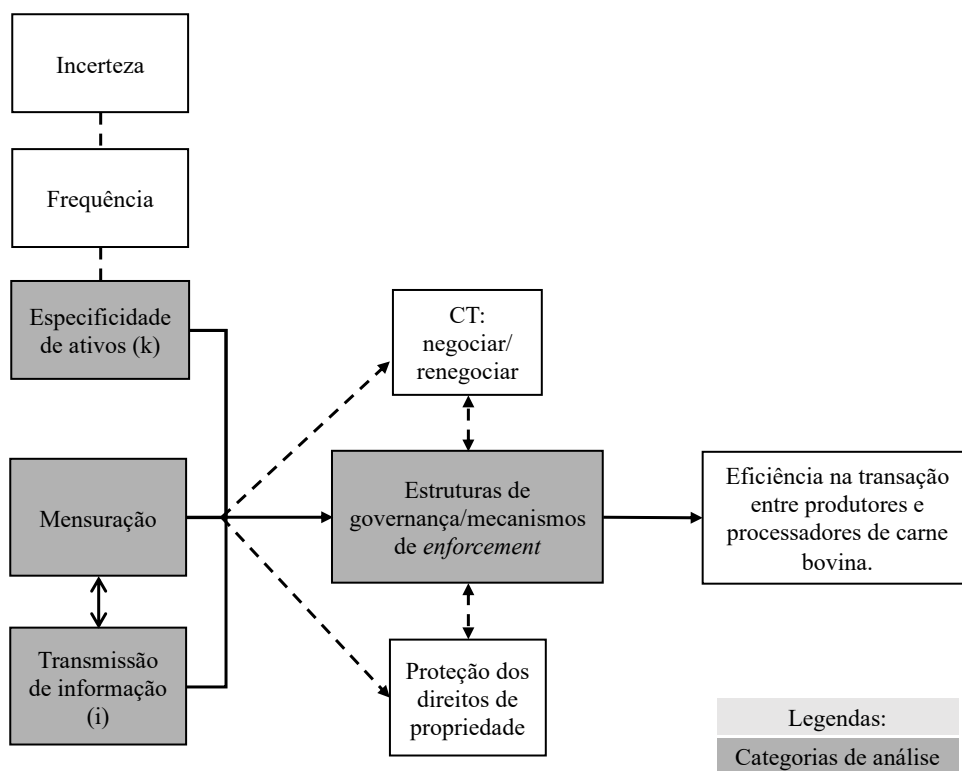 Incerteza
Frequência
Especificidade
de ativos (k)
CT:
negociar/
renegociar
Mensuração
Estruturas de
governança/mecanismos
de enforcement
Eficiência na transação
entre produtores e
processadores de carne
bovina.
Transmissão
de informação
(i)
Proteção dos
direitos de
propriedade
Legendas:
Categorias de análise